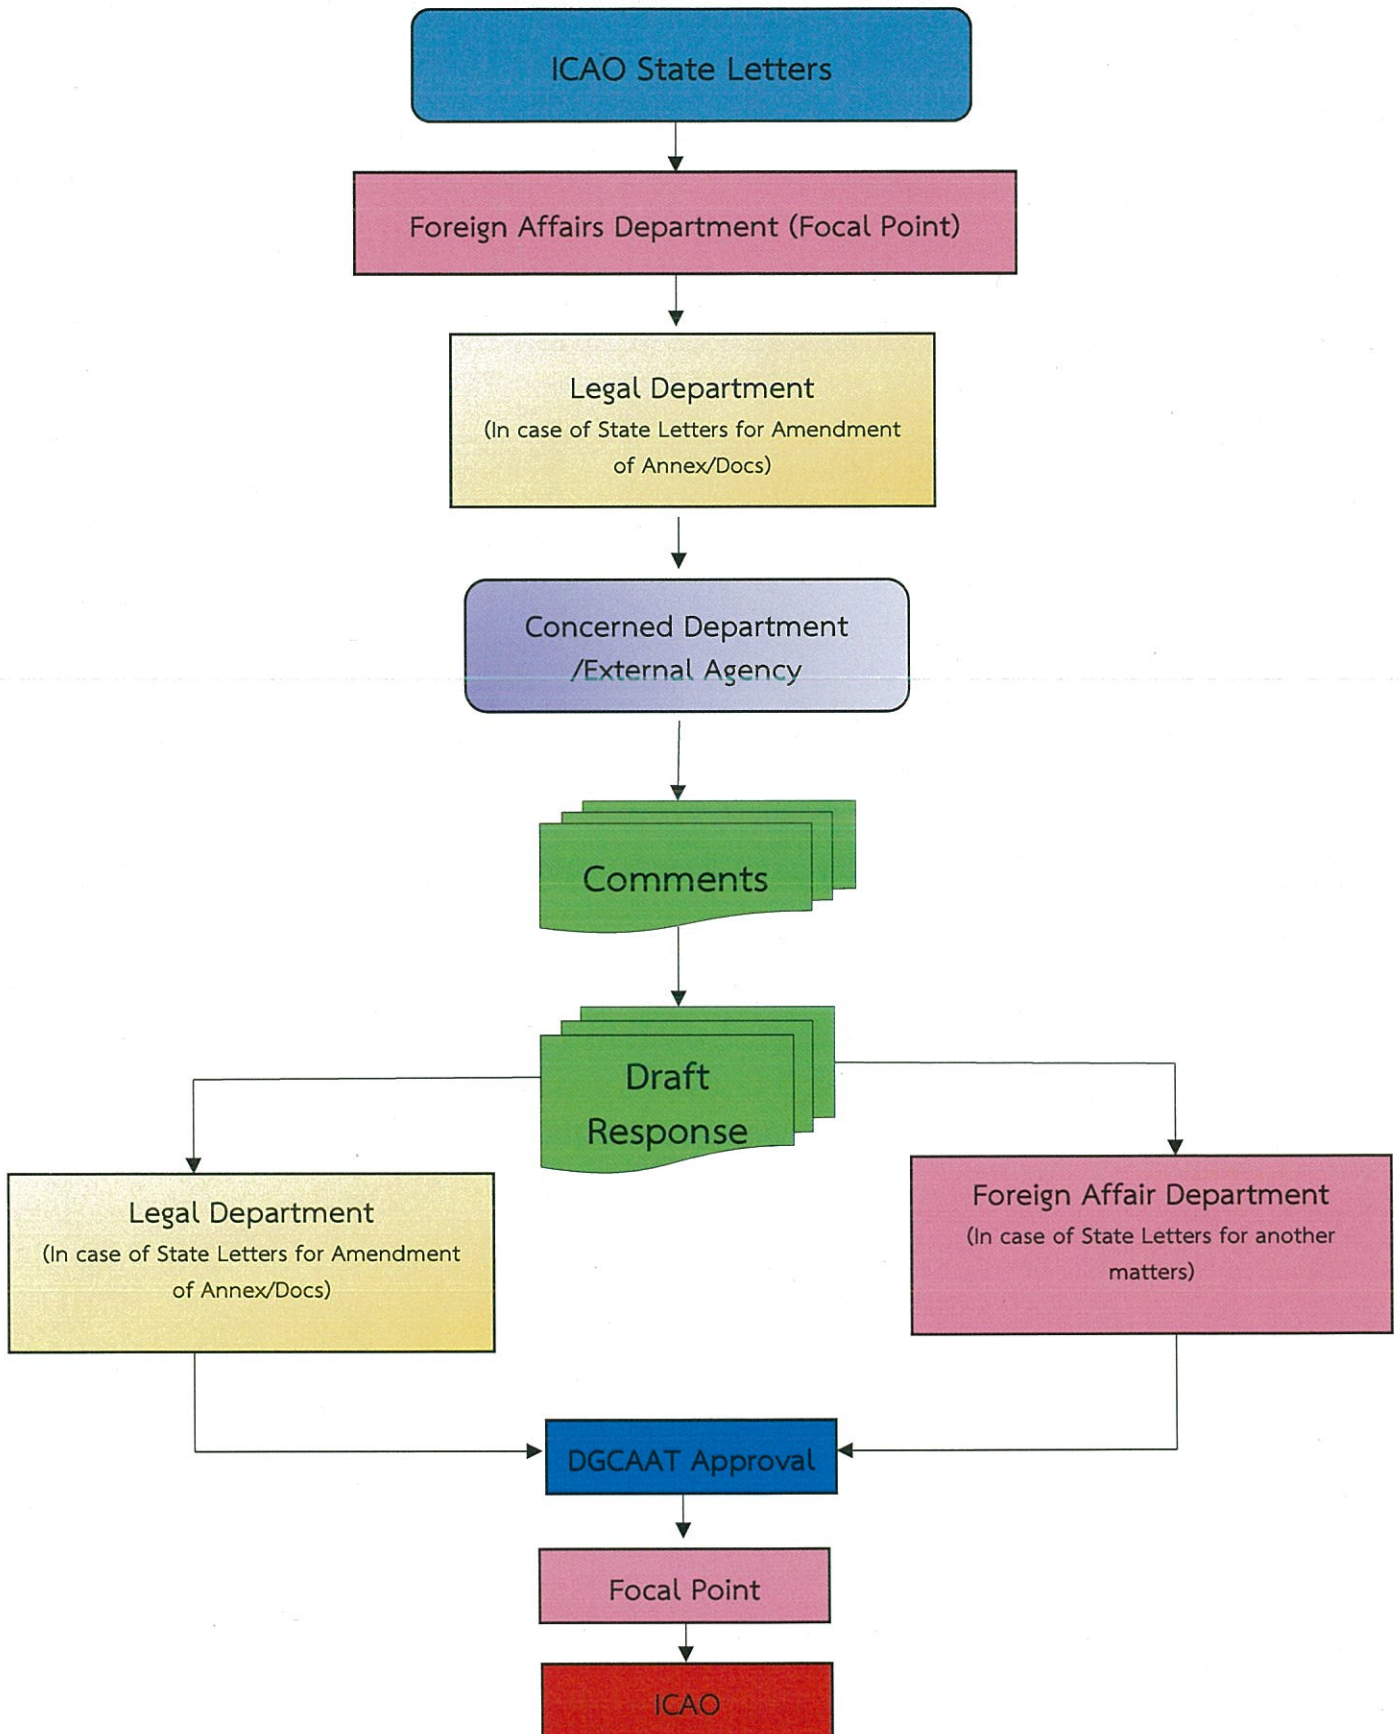 ICAO State Letters
Foreign Affairs Department (Focal Point)
Legal Department
(In case of State Letters for Amendment
of Annex/Docs)
Concerned Department
/External Agency
Comments
Draft
Response
Legal Department
(In case of State Letters for Amendment
of Annex/Docs)
Foreign Affair Department
(In case of State Letters for another
matters)
DGCAAT Approval
Focal Point
ICAO